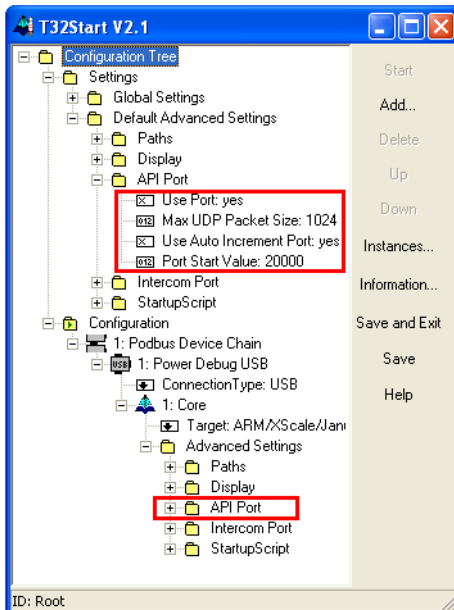 T32Start V2.1
Configuration Tree
Settings
Global Settings
Default Advanced Settings
Paths
Display
API Port
Use Port: yes
Max UDP Packet Size: 1024
Use Auto Increment Port: yes
Port Start Value: 20000
Intercom Port
StartupScript
Configuration
1: Podbus Device Chain
USB 1: Power Debug USB
ConnectionType: USB
1: Core
Target: ARM/XScale/Janu
Advanced Settings
Paths
Display
API Port
Intercom Port
StartupScript
Start
Add...
Delete
Up
Down
Instances...
Information...
Save and Exit
Save
Help
ID: Root